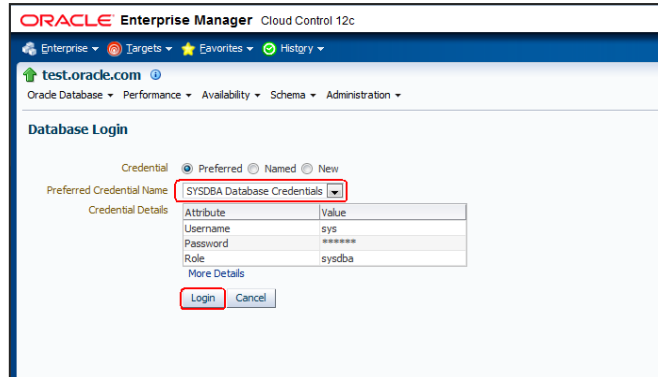 ORACLE Enterprise Manager Cloud Control 12c
Enterprise Targets Favorites History
test.oracle.com
Oracle Database Performance Availability Schema Administration
Database Login
Credential Preferred Named New
Preferred Credential Name SYSDBA Database Credentials
Credential Details Attribute Value
Username sys
Password ******
Role sysdba
More Details
Login Cancel